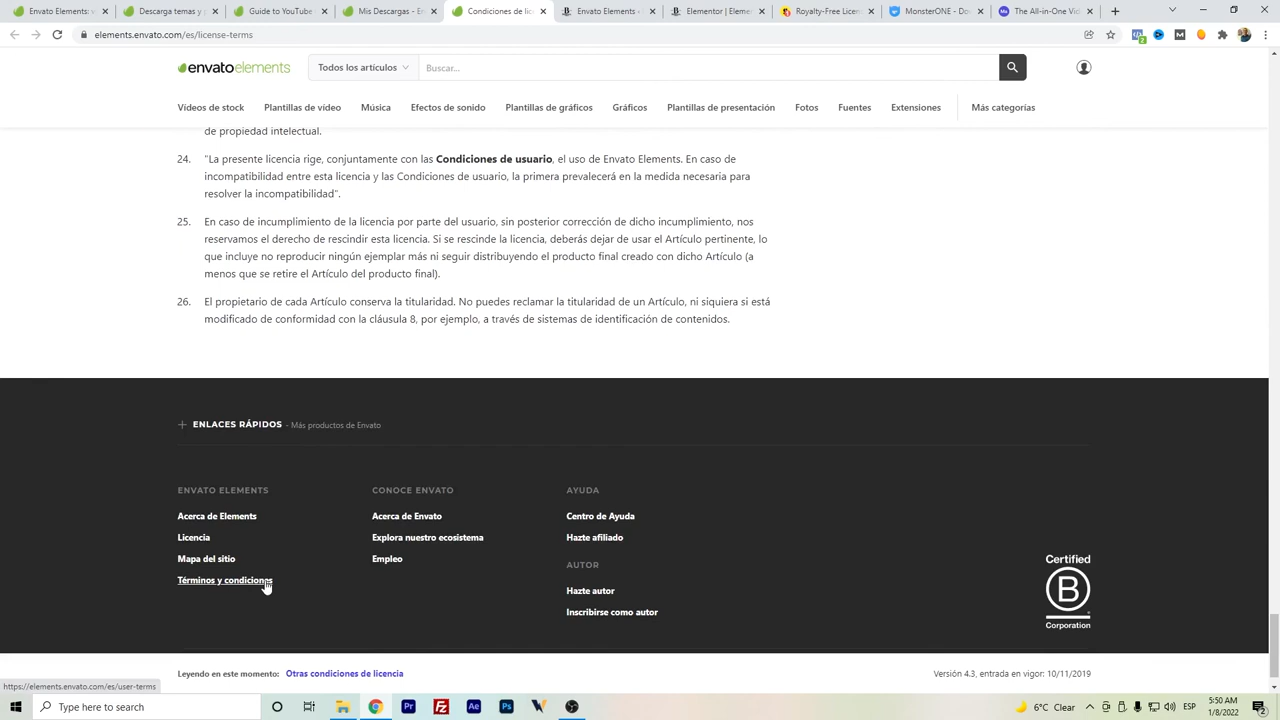 Envato Elements: w
Descarga temas y
Guide to YouTube
Mis Descargas - En
Condiciones de lic
Envato Elements -
Elementor | Temp
Royalty-Free Licen
MonsterONE - Do
The All-in-One Vid
elements.envato.com/es/license-terms
envatoelements
Todos los artículos
Buscar...
Vídeos de stock
Plantillas de vídeo
Música
Efectos de sonido
Plantillas de gráficos
Gráficos
Plantillas de presentación
Fotos
Fuentes
Extensiones
Más categorías
de propiedad intelectual.
24. "La presente licencia rige, conjuntamente con las Condiciones de usuario, el uso de Envato Elements. En caso de
incompatibilidad entre esta licencia y las Condiciones de usuario, la primera prevalecerá en la medida necesaria para
resolver la incompatibilidad".
25. En caso de incumplimiento de la licencia por parte del usuario, sin posterior corrección de dicho incumplimiento, nos
reservamos el derecho de rescindir esta licencia. Si se rescinde la licencia, deberás dejar de usar el Artículo pertinente, lo
que incluye no reproducir ningún ejemplar más ni seguir distribuyendo el producto final creado con dicho Artículo (a
menos que se retire el Artículo del producto final).
26. El propietario de cada Artículo conserva la titularidad. No puedes reclamar la titularidad de un Artículo, ni siquiera si está
modificado de conformidad con la cláusula 8, por ejemplo, a través de sistemas de identificación de contenidos.
ENLACES RÁPIDOS - Más productos de Envato
ENVATO ELEMENTS
Acerca de Elements
Licencia
Mapa del sitio
Términos y condiciones
CONOCE ENVATO
Acerca de Envato
Explora nuestro ecosistema
Empleo
AYUDA
Centro de Ayuda
Hazte afiliado
AUTOR
Hazte autor
Inscribirse como autor
Certified
B
Corporation
Leyendo en este momento: Otras condiciones de licencia
Versión 4.3, entrada en vigor: 10/11/2019
https://elements.envato.com/es/user-terms
Type here to search
6°C Clear
ESP
5:50 AM
1/8/2022